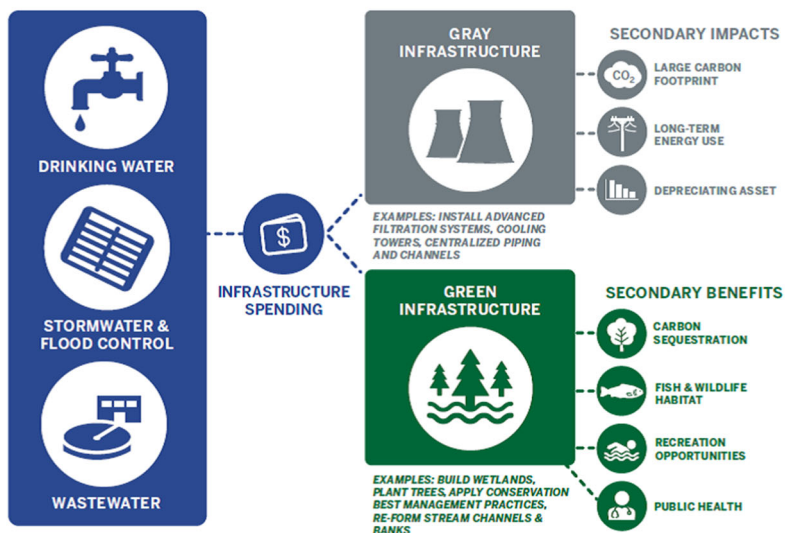 DRINKING WATER
STORMWATER &
FLOOD CONTROL
WASTEWATER
$
INFRASTRUCTURE
SPENDING
GRAY
INFRASTRUCTURE
EXAMPLES: INSTALL ADVANCED
FILTRATION SYSTEMS, COOLING
TOWERS, CENTRALIZED PIPING
AND CHANNELS
SECONDARY IMPACTS
CO₂
LARGE CARBON
FOOTPRINT
LONG-TERM
ENERGY USE
DEPRECIATING ASSET
GREEN
INFRASTRUCTURE
EXAMPLES: BUILD WETLANDS,
PLANT TREES, APPLY CONSERVATION
BEST MANAGEMENT PRACTICES,
RE-FORM STREAM CHANNELS &
BANKS
SECONDARY BENEFITS
CARBON
SEQUESTRATION
FISH & WILDLIFE
HABITAT
RECREATION
OPPORTUNITIES
PUBLIC HEALTH